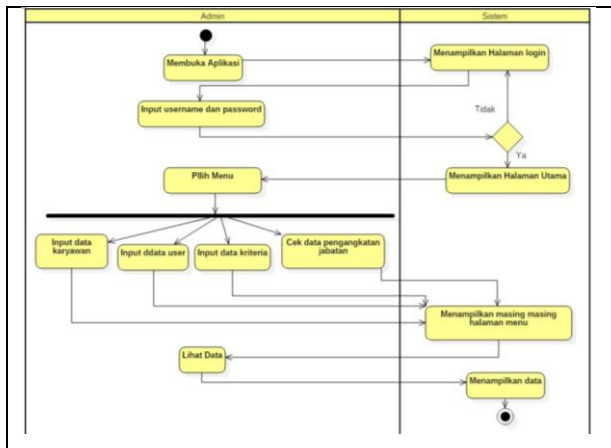 Admin
Sistem
Membuka Aplikasi
Menampilkan Halaman login
Input username dan password
Tidak
Ya
PIlih Menu
Menampilkan Halaman Utama
Input data
karyawan
Input ddata user
Input data kriteria
Cek data pengangkatan
jabatan
Menampilkan masing masing
halaman menu
Lihat Data
Menampilkan data